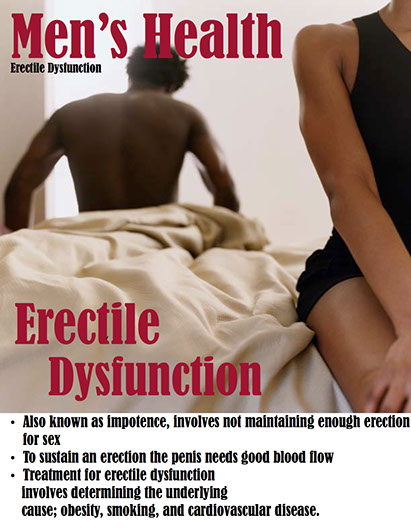 Men's Health
Erectile Dysfunction
Erectile
Dysfunction
• Also known as impotence, involves not maintaining enough erection
for sex
• To sustain an erection the penis needs good blood flow
• Treatment for erectile dysfunction
involves determining the underlying
cause; obesity, smoking, and cardiovascular disease.